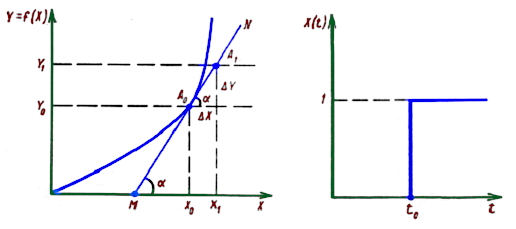 Y=f(X)
N
A₁
Y₁
ΔY
A₀
α
Y₀
ΔX
α
M
X₀
X₁
X
X(t)
1
t₀
t